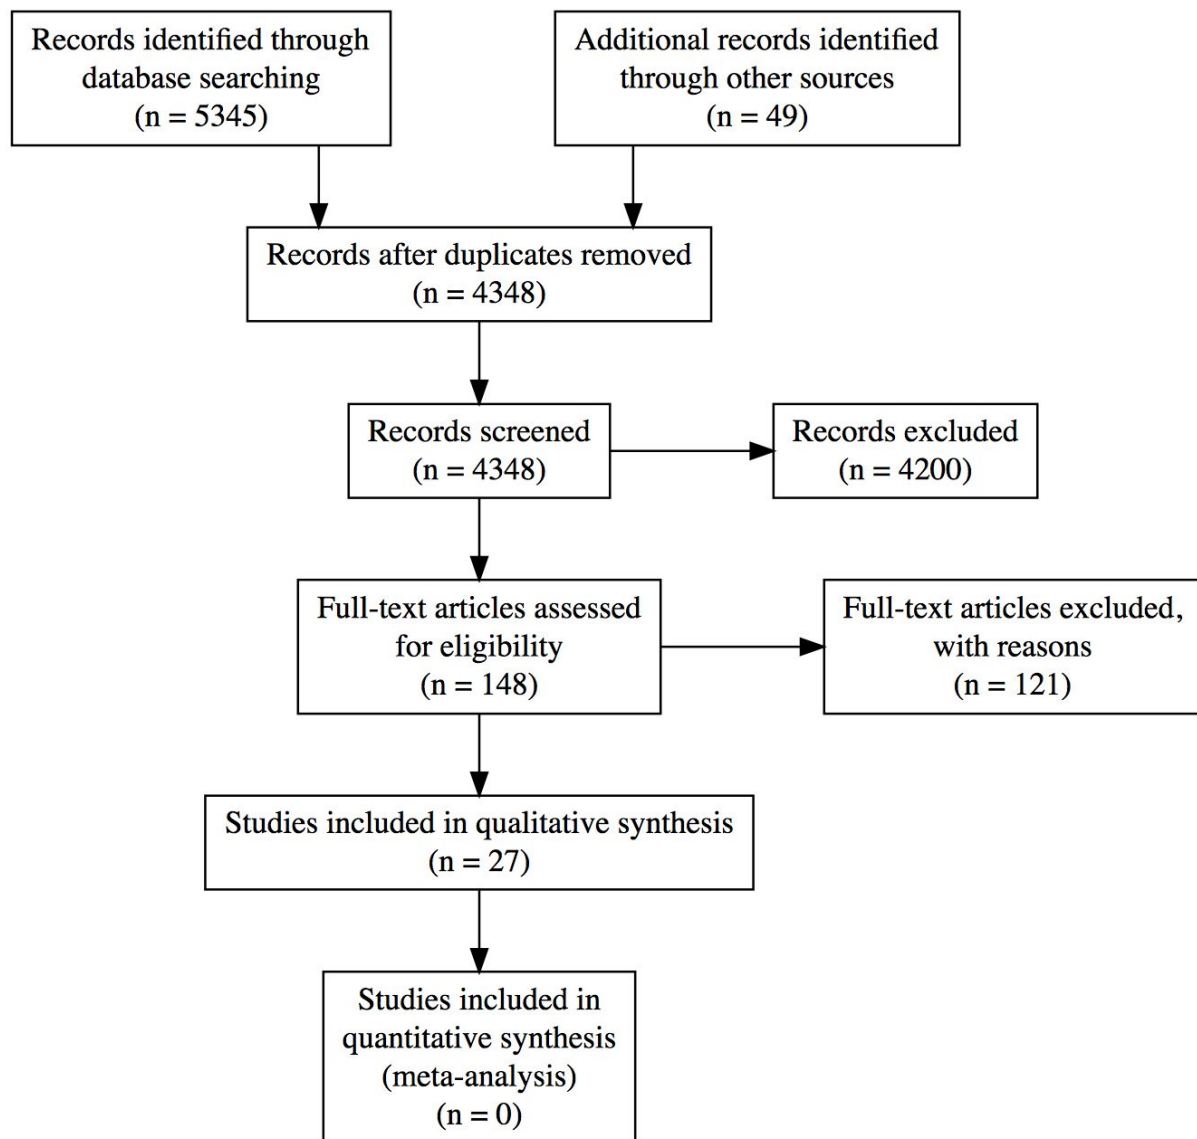 Records identified through
database searching
(n = 5345)
Additional records identified
through other sources
(n = 49)
Records after duplicates removed
(n = 4348)
Records screened
(n = 4348)
Records excluded
(n = 4200)
Full-text articles assessed
for eligibility
(n = 148)
Full-text articles excluded,
with reasons
(n = 121)
Studies included in qualitative synthesis
(n = 27)
Studies included in
quantitative synthesis
(meta-analysis)
(n = 0)